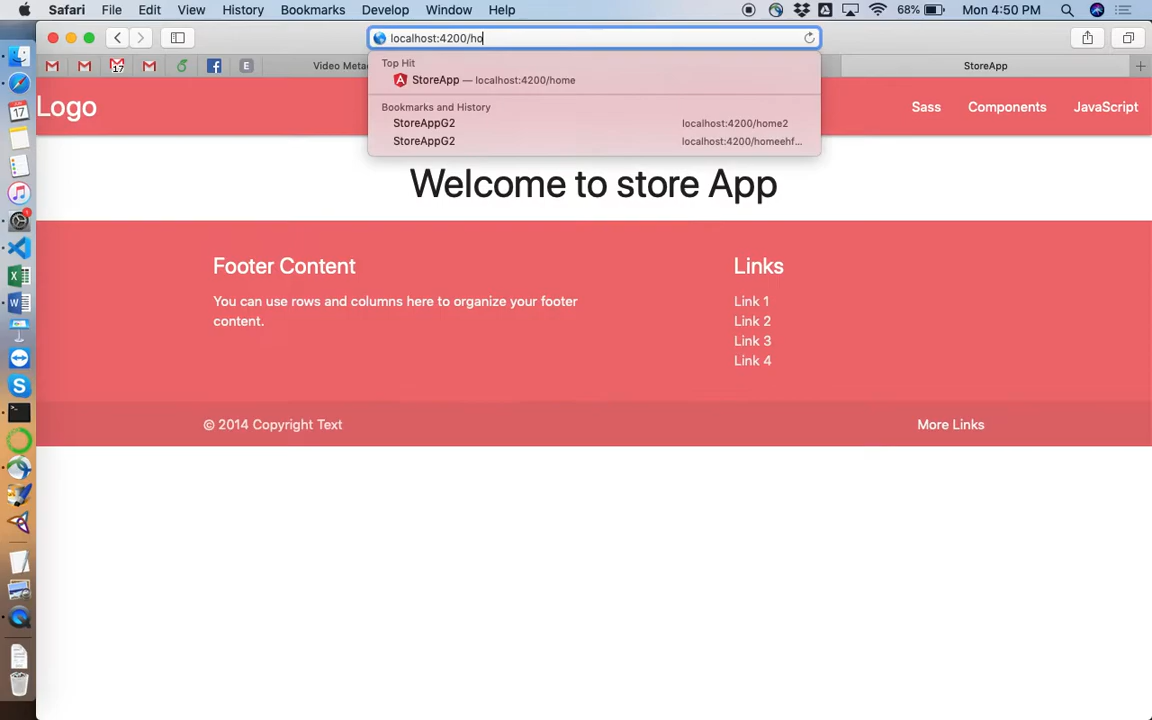 Safari File Edit View History Bookmarks Develop Window Help 68% Mon 4:50 PM
localhost:4200/ho
Top Hit
StoreApp — localhost:4200/home
Bookmarks and History
StoreAppG2 localhost:4200/home2
StoreAppG2 localhost:4200/homeehf...
17 E Video Meta StoreApp
Logo Sass Components JavaScript
Welcome to store App
Footer Content Links
You can use rows and columns here to organize your footer
content.
Link 1
Link 2
Link 3
Link 4
© 2014 Copyright Text More Links